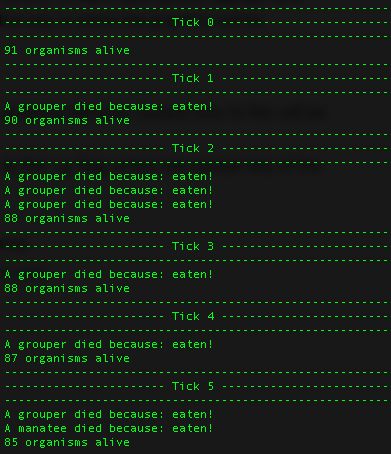 -------------------------------------------------------
----------------------- Tick 0 ------------------------
-------------------------------------------------------
91 organisms alive
-------------------------------------------------------
----------------------- Tick 1 ------------------------
-------------------------------------------------------
A grouper died because: eaten!
90 organisms alive
-------------------------------------------------------
----------------------- Tick 2 ------------------------
-------------------------------------------------------
A grouper died because: eaten!
A grouper died because: eaten!
A grouper died because: eaten!
88 organisms alive
-------------------------------------------------------
----------------------- Tick 3 ------------------------
-------------------------------------------------------
A grouper died because: eaten!
88 organisms alive
-------------------------------------------------------
----------------------- Tick 4 ------------------------
-------------------------------------------------------
A grouper died because: eaten!
87 organisms alive
-------------------------------------------------------
----------------------- Tick 5 ------------------------
-------------------------------------------------------
A grouper died because: eaten!
A manatee died because: eaten!
85 organisms alive